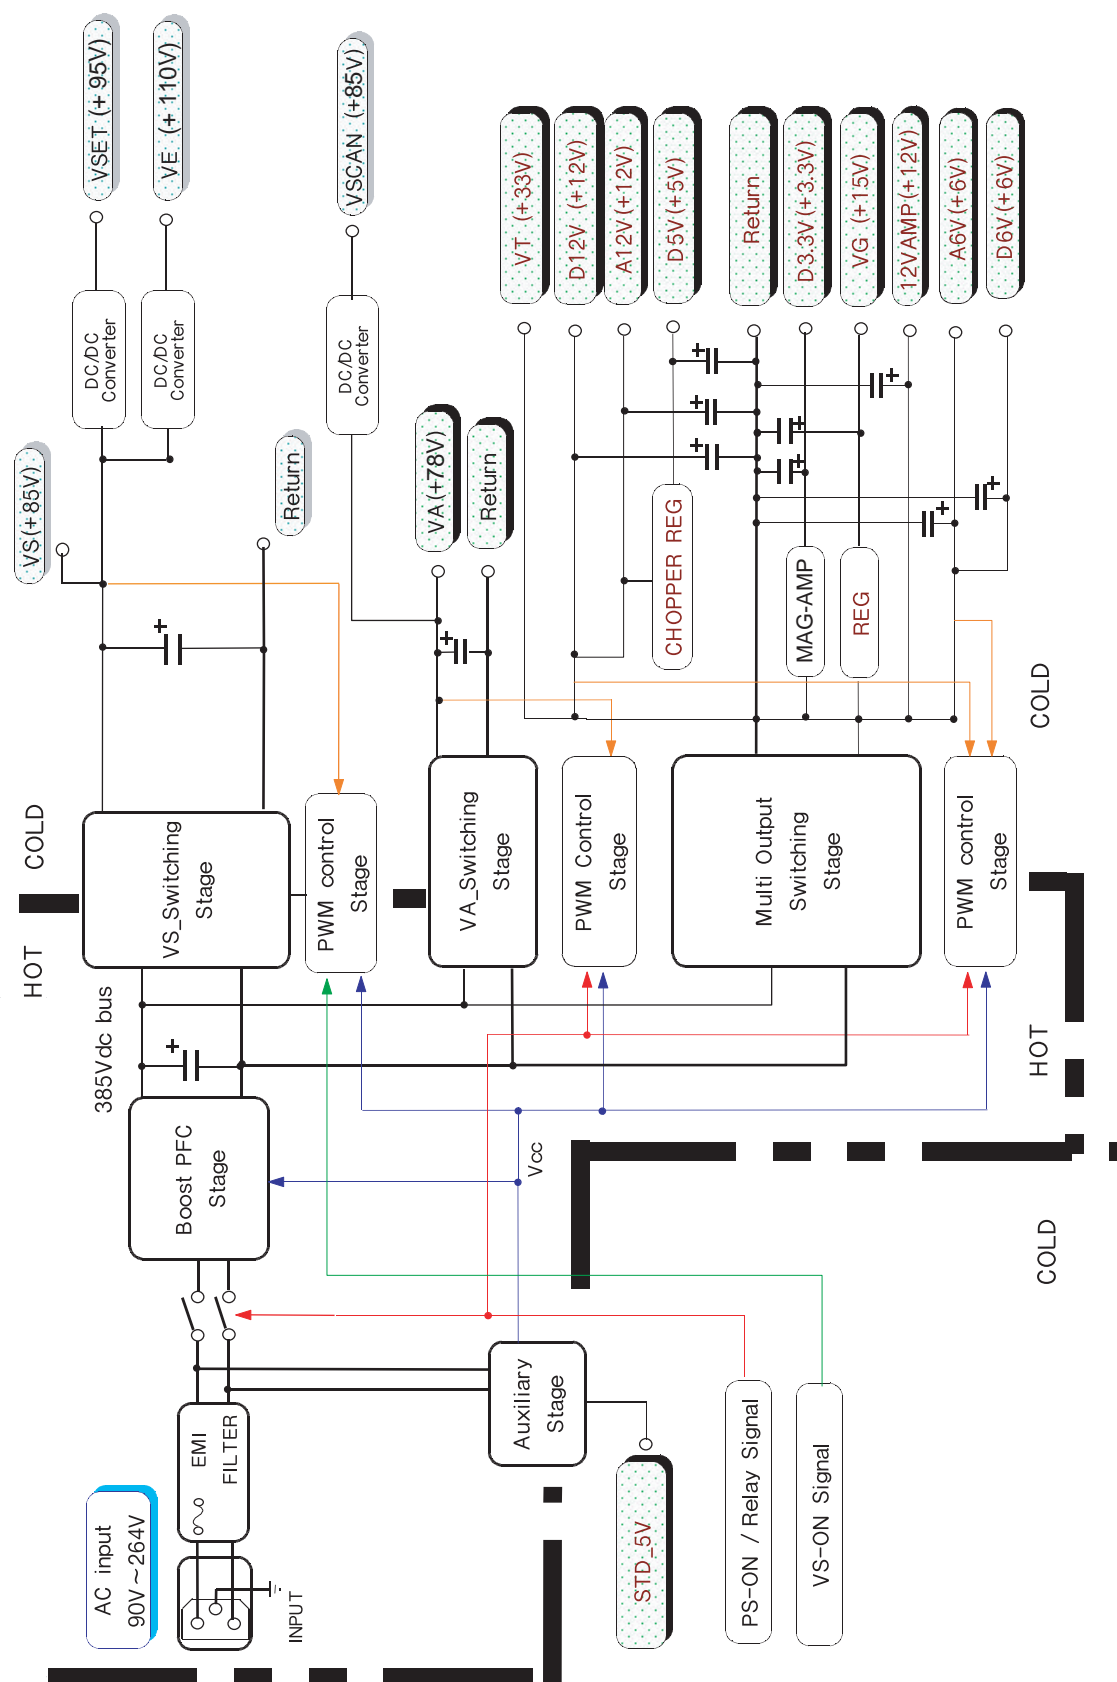 VSET (+ 95V)
VE (+ 110V)
VSCAN (+85V)
VT (+33V)
D12V (+12V)
A12V (+12V)
D5V (+5V)
Return
D3.3V (+3.3V)
VG (+15V)
12VAMP (+12V)
A6V (+6V)
D6V (+6V)
DC/DC
Converter
DC/DC
Converter
DC/DC
Converter
VS (+85V)
Return
VA (+78V)
Return
CHOPPER REG
MAG-AMP
REG
COLD
COLD
HOT
VS_Switching
Stage
PWM control
Stage
VA_Switching
Stage
PWM Control
Stage
Multi Output
Switching
Stage
PWM control
Stage
385Vdc bus
HOT
Boost PFC
Stage
Vcc
COLD
EMI
FILTER
Auxiliary
Stage
AC input
90V~264V
INPUT
STD_5V
PS-ON / Relay Signal
VS-ON Signal